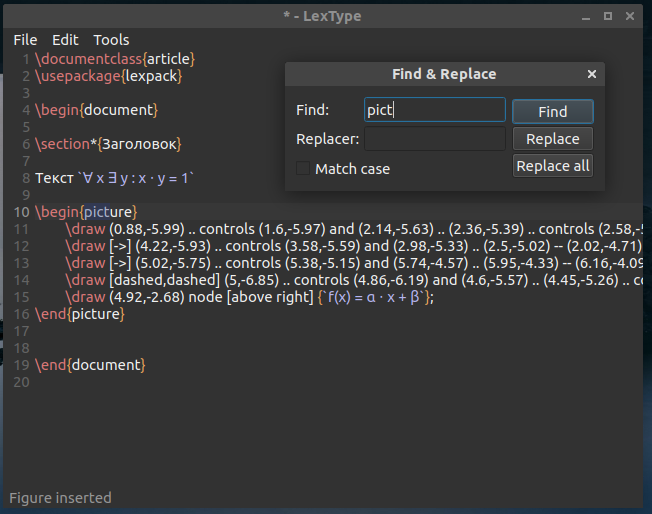 * - LexType
File Edit Tools
1 \documentclass{article}
2 \usepackage{lexpack}
3
4 \begin{document}
5
6 \section*{Заголовок}
7
8 Текст `∀ x ∃ y : x · y = 1`
9
10 \begin{picture}
11 \draw (0.88,-5.99) .. controls (1.6,-5.97) and (2.14,-5.63) .. (2.36,-5.39) .. controls (2.58,-5
12 \draw [->] (4.22,-5.93) .. controls (3.58,-5.59) and (2.98,-5.33) .. (2.5,-5.02) -- (2.02,-4.71)
13 \draw [->] (5.02,-5.75) .. controls (5.38,-5.15) and (5.74,-4.57) .. (5.95,-4.33) -- (6.16,-4.09
14 \draw [dashed,dashed] (5,-6.85) .. controls (4.86,-6.19) and (4.6,-5.57) .. (4.45,-5.26) .. co
15 \draw (4.92,-2.68) node [above right] {`f(x) = α · x + β`};
16 \end{picture}
17
18
19 \end{document}
20
Find & Replace
Find: pict Find
Replacer: Replace
Match case Replace all
Figure inserted